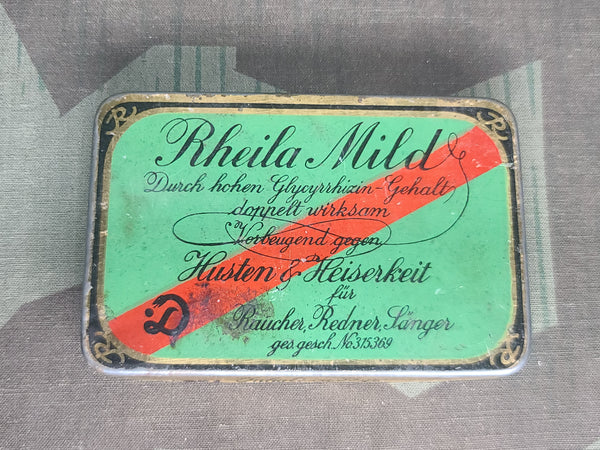 Rheila Mild
Durch hohen Glycyrrhizin-Gehalt
doppelt wirksam
Vorbeugend gegen
Husten & Heiserkeit
für
Raucher, Redner, Sänger
ges. gesch. No 315369
R
R
R
R